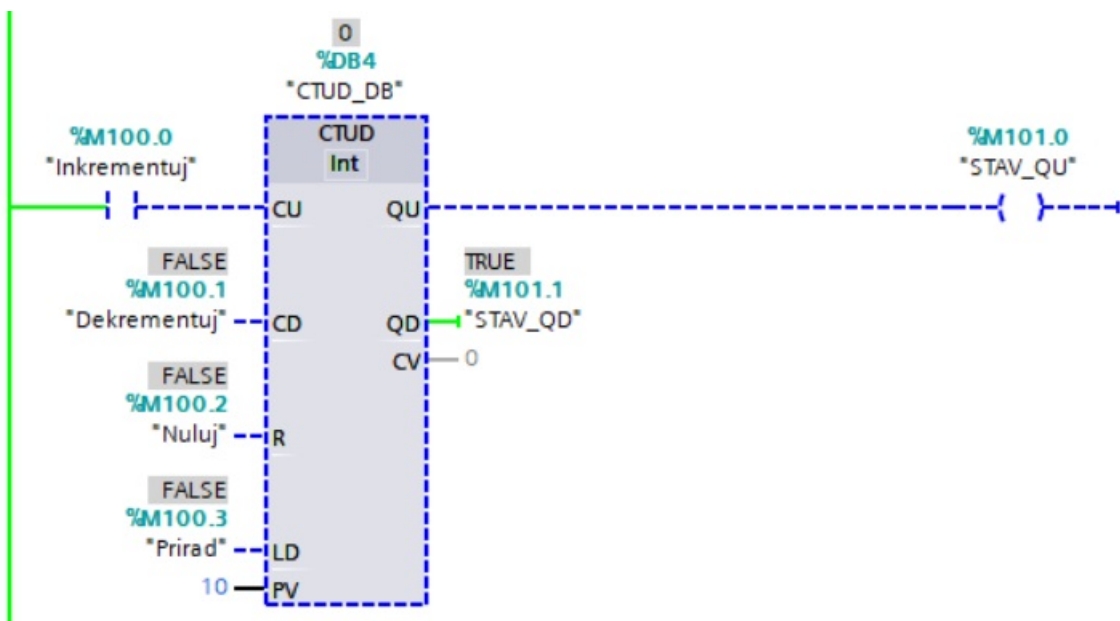 0
%DB4
"CTUD_DB"
%M100.0
"Inkrementuj"
CTUD
Int
%M101.0
"STAV_QU"
CU
QU
FALSE
%M100.1
"Dekrementuj"
CD
TRUE
%M101.1
QD
"STAV_QD"
CV
0
FALSE
%M100.2
"Nuluj"
R
FALSE
%M100.3
"Prirad"
LD
10
PV